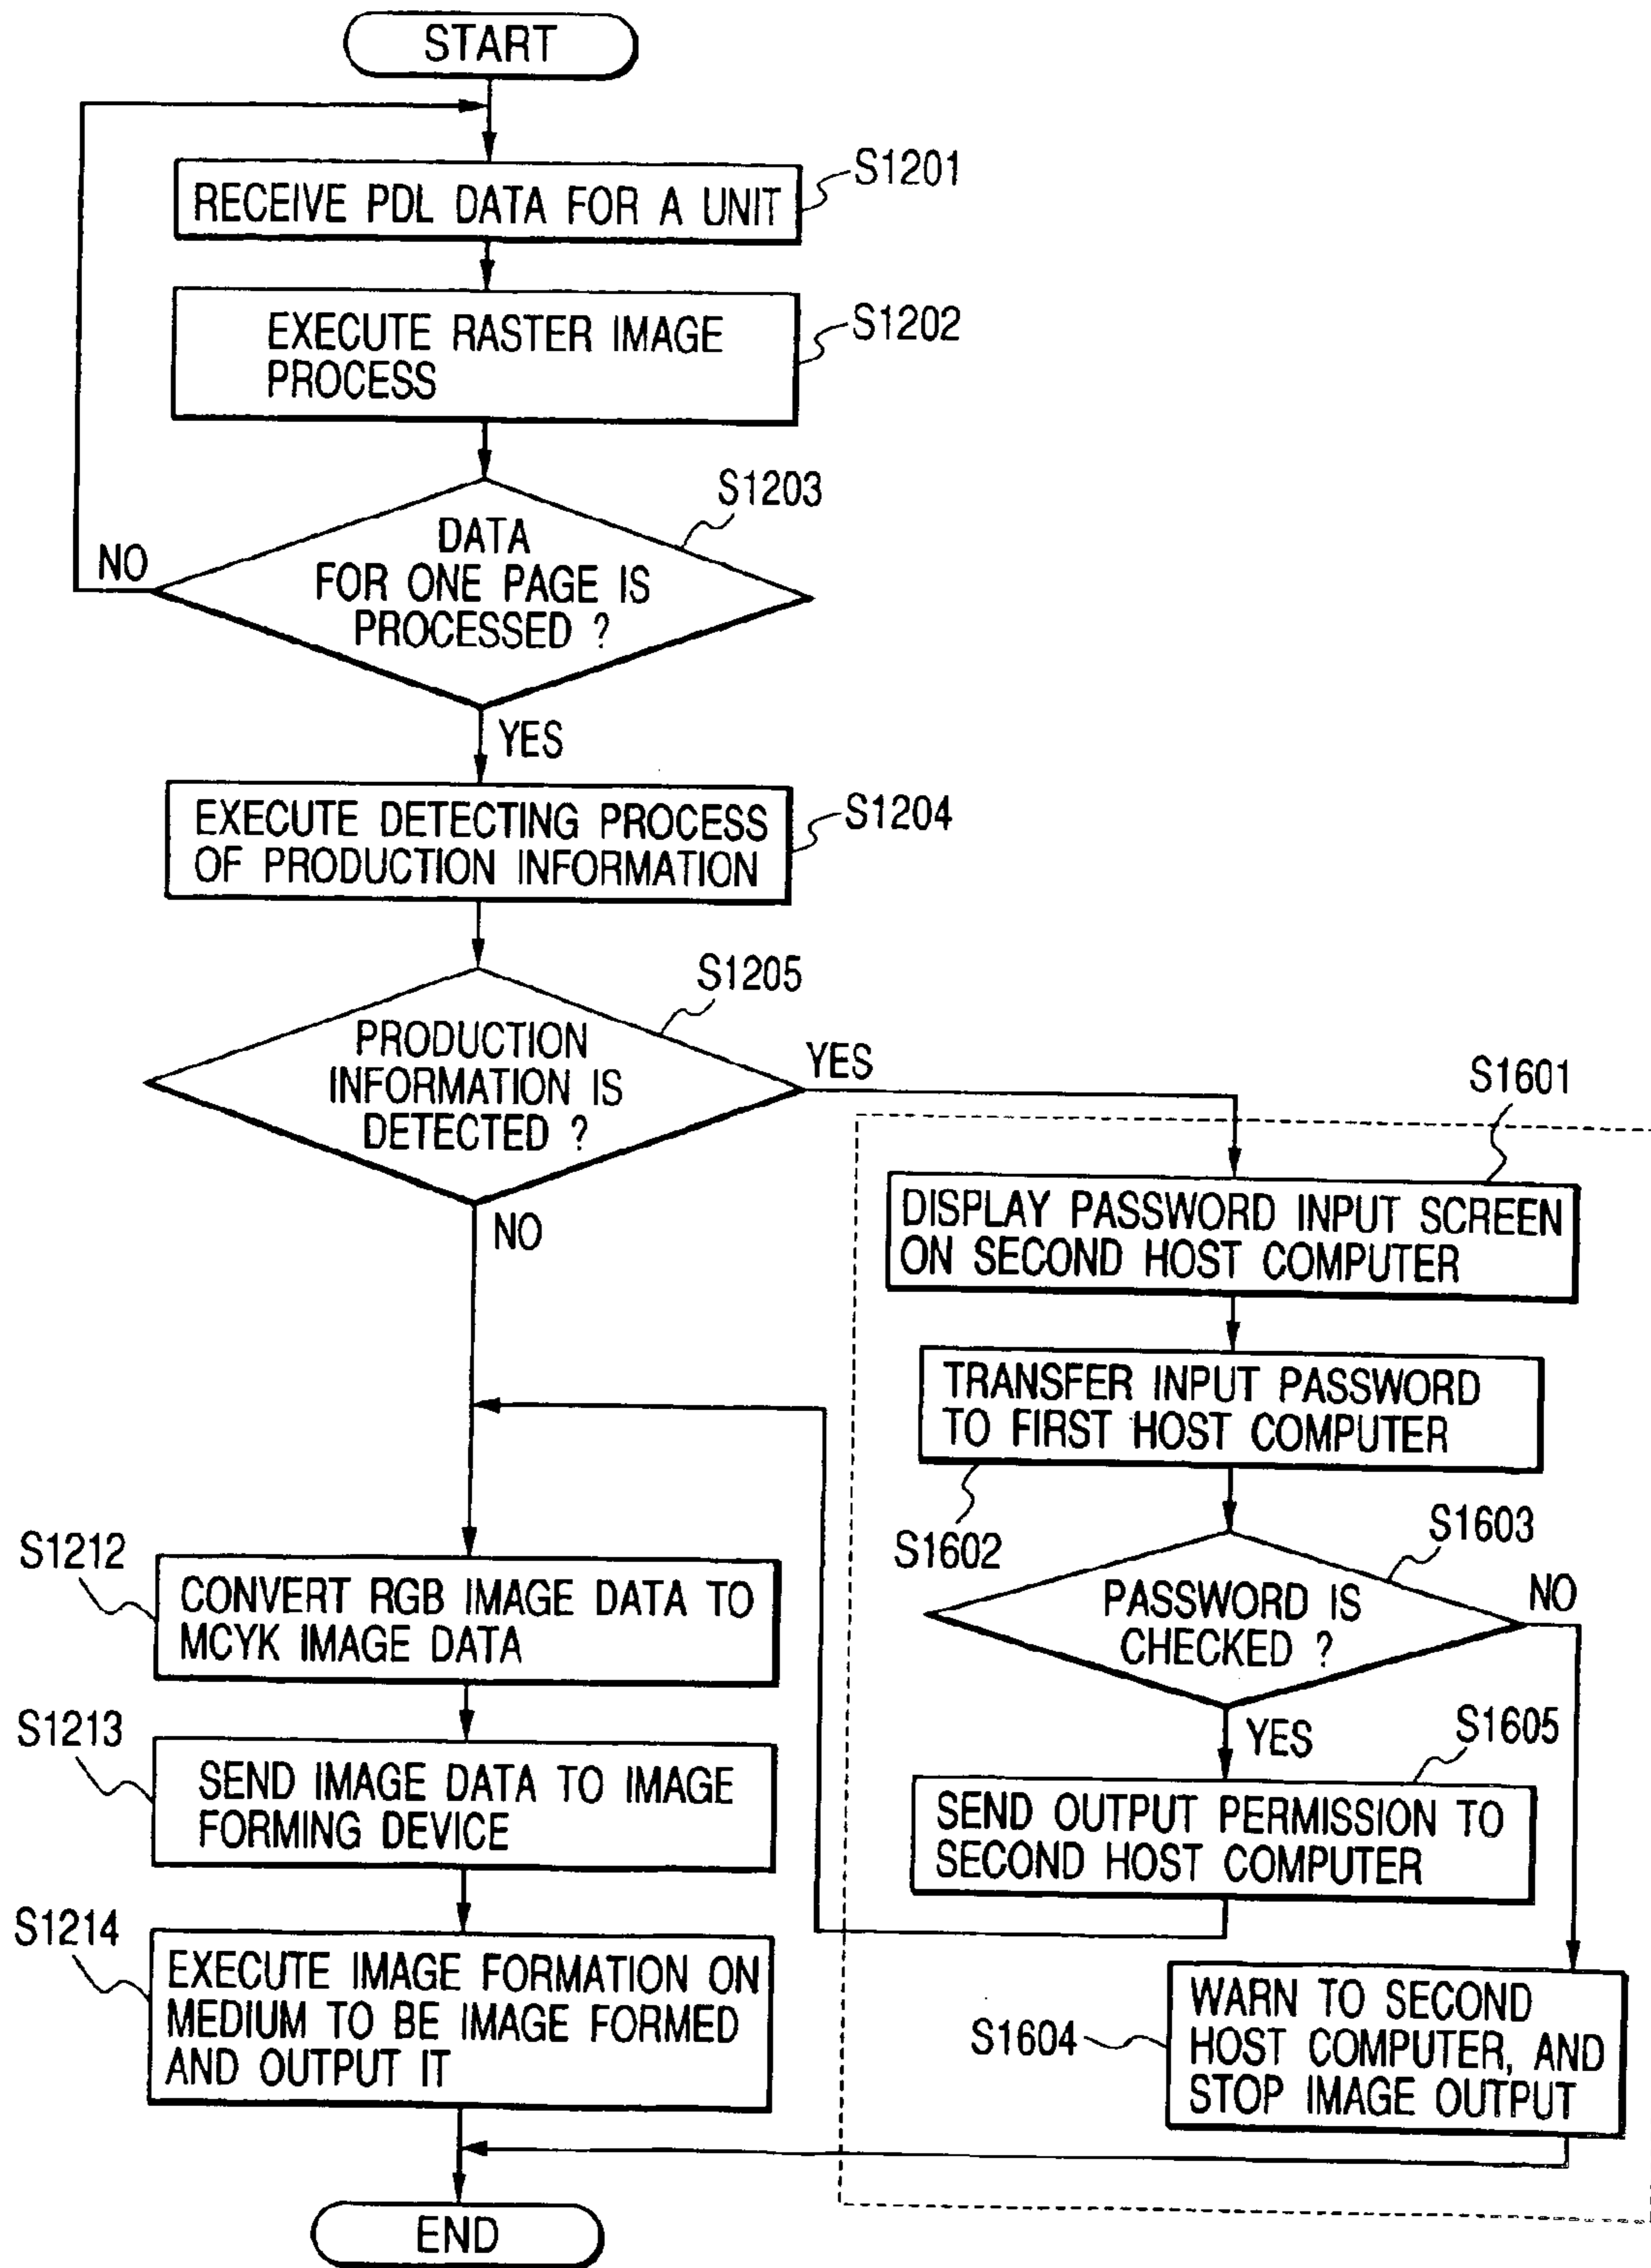 START
S1201
RECEIVE PDL DATA FOR A UNIT
S1202
EXECUTE RASTER IMAGE
PROCESS
S1203
DATA
FOR ONE PAGE IS
PROCESSED ?
NO
YES
S1204
EXECUTE DETECTING PROCESS
OF PRODUCTION INFORMATION
S1205
PRODUCTION
INFORMATION IS
DETECTED ?
YES
NO
S1601
DISPLAY PASSWORD INPUT SCREEN
ON SECOND HOST COMPUTER
TRANSFER INPUT PASSWORD
TO FIRST HOST COMPUTER
S1602
S1603
PASSWORD IS
CHECKED ?
NO
YES
S1605
SEND OUTPUT PERMISSION TO
SECOND HOST COMPUTER
S1604
WARN TO SECOND
HOST COMPUTER, AND
STOP IMAGE OUTPUT
S1212
CONVERT RGB IMAGE DATA TO
MCYK IMAGE DATA
S1213
SEND IMAGE DATA TO IMAGE
FORMING DEVICE
S1214
EXECUTE IMAGE FORMATION ON
MEDIUM TO BE IMAGE FORMED
AND OUTPUT IT
END